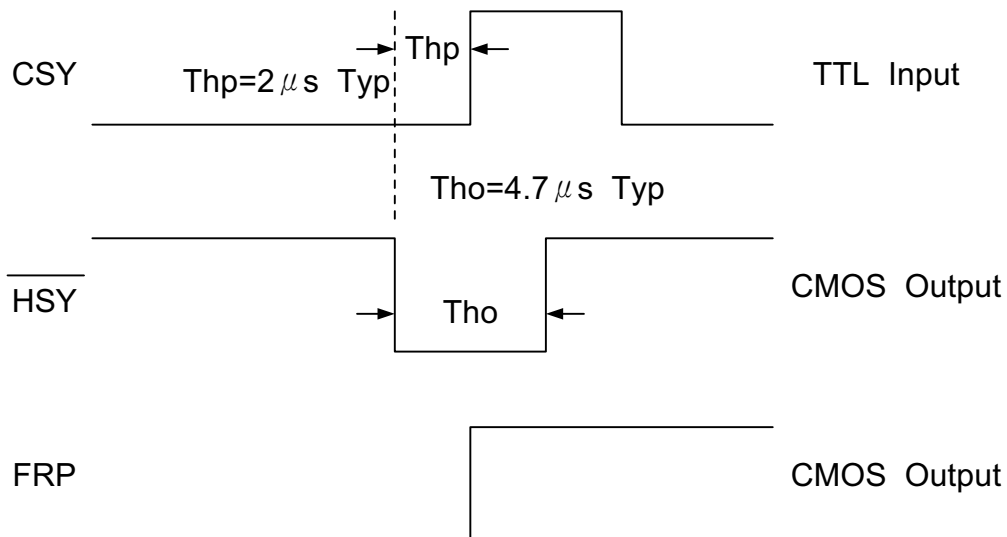 Thp
CSY
Thp=2μs Typ
TTL Input
Tho=4.7μs Typ
HSY
Tho
CMOS Output
FRP
CMOS Output